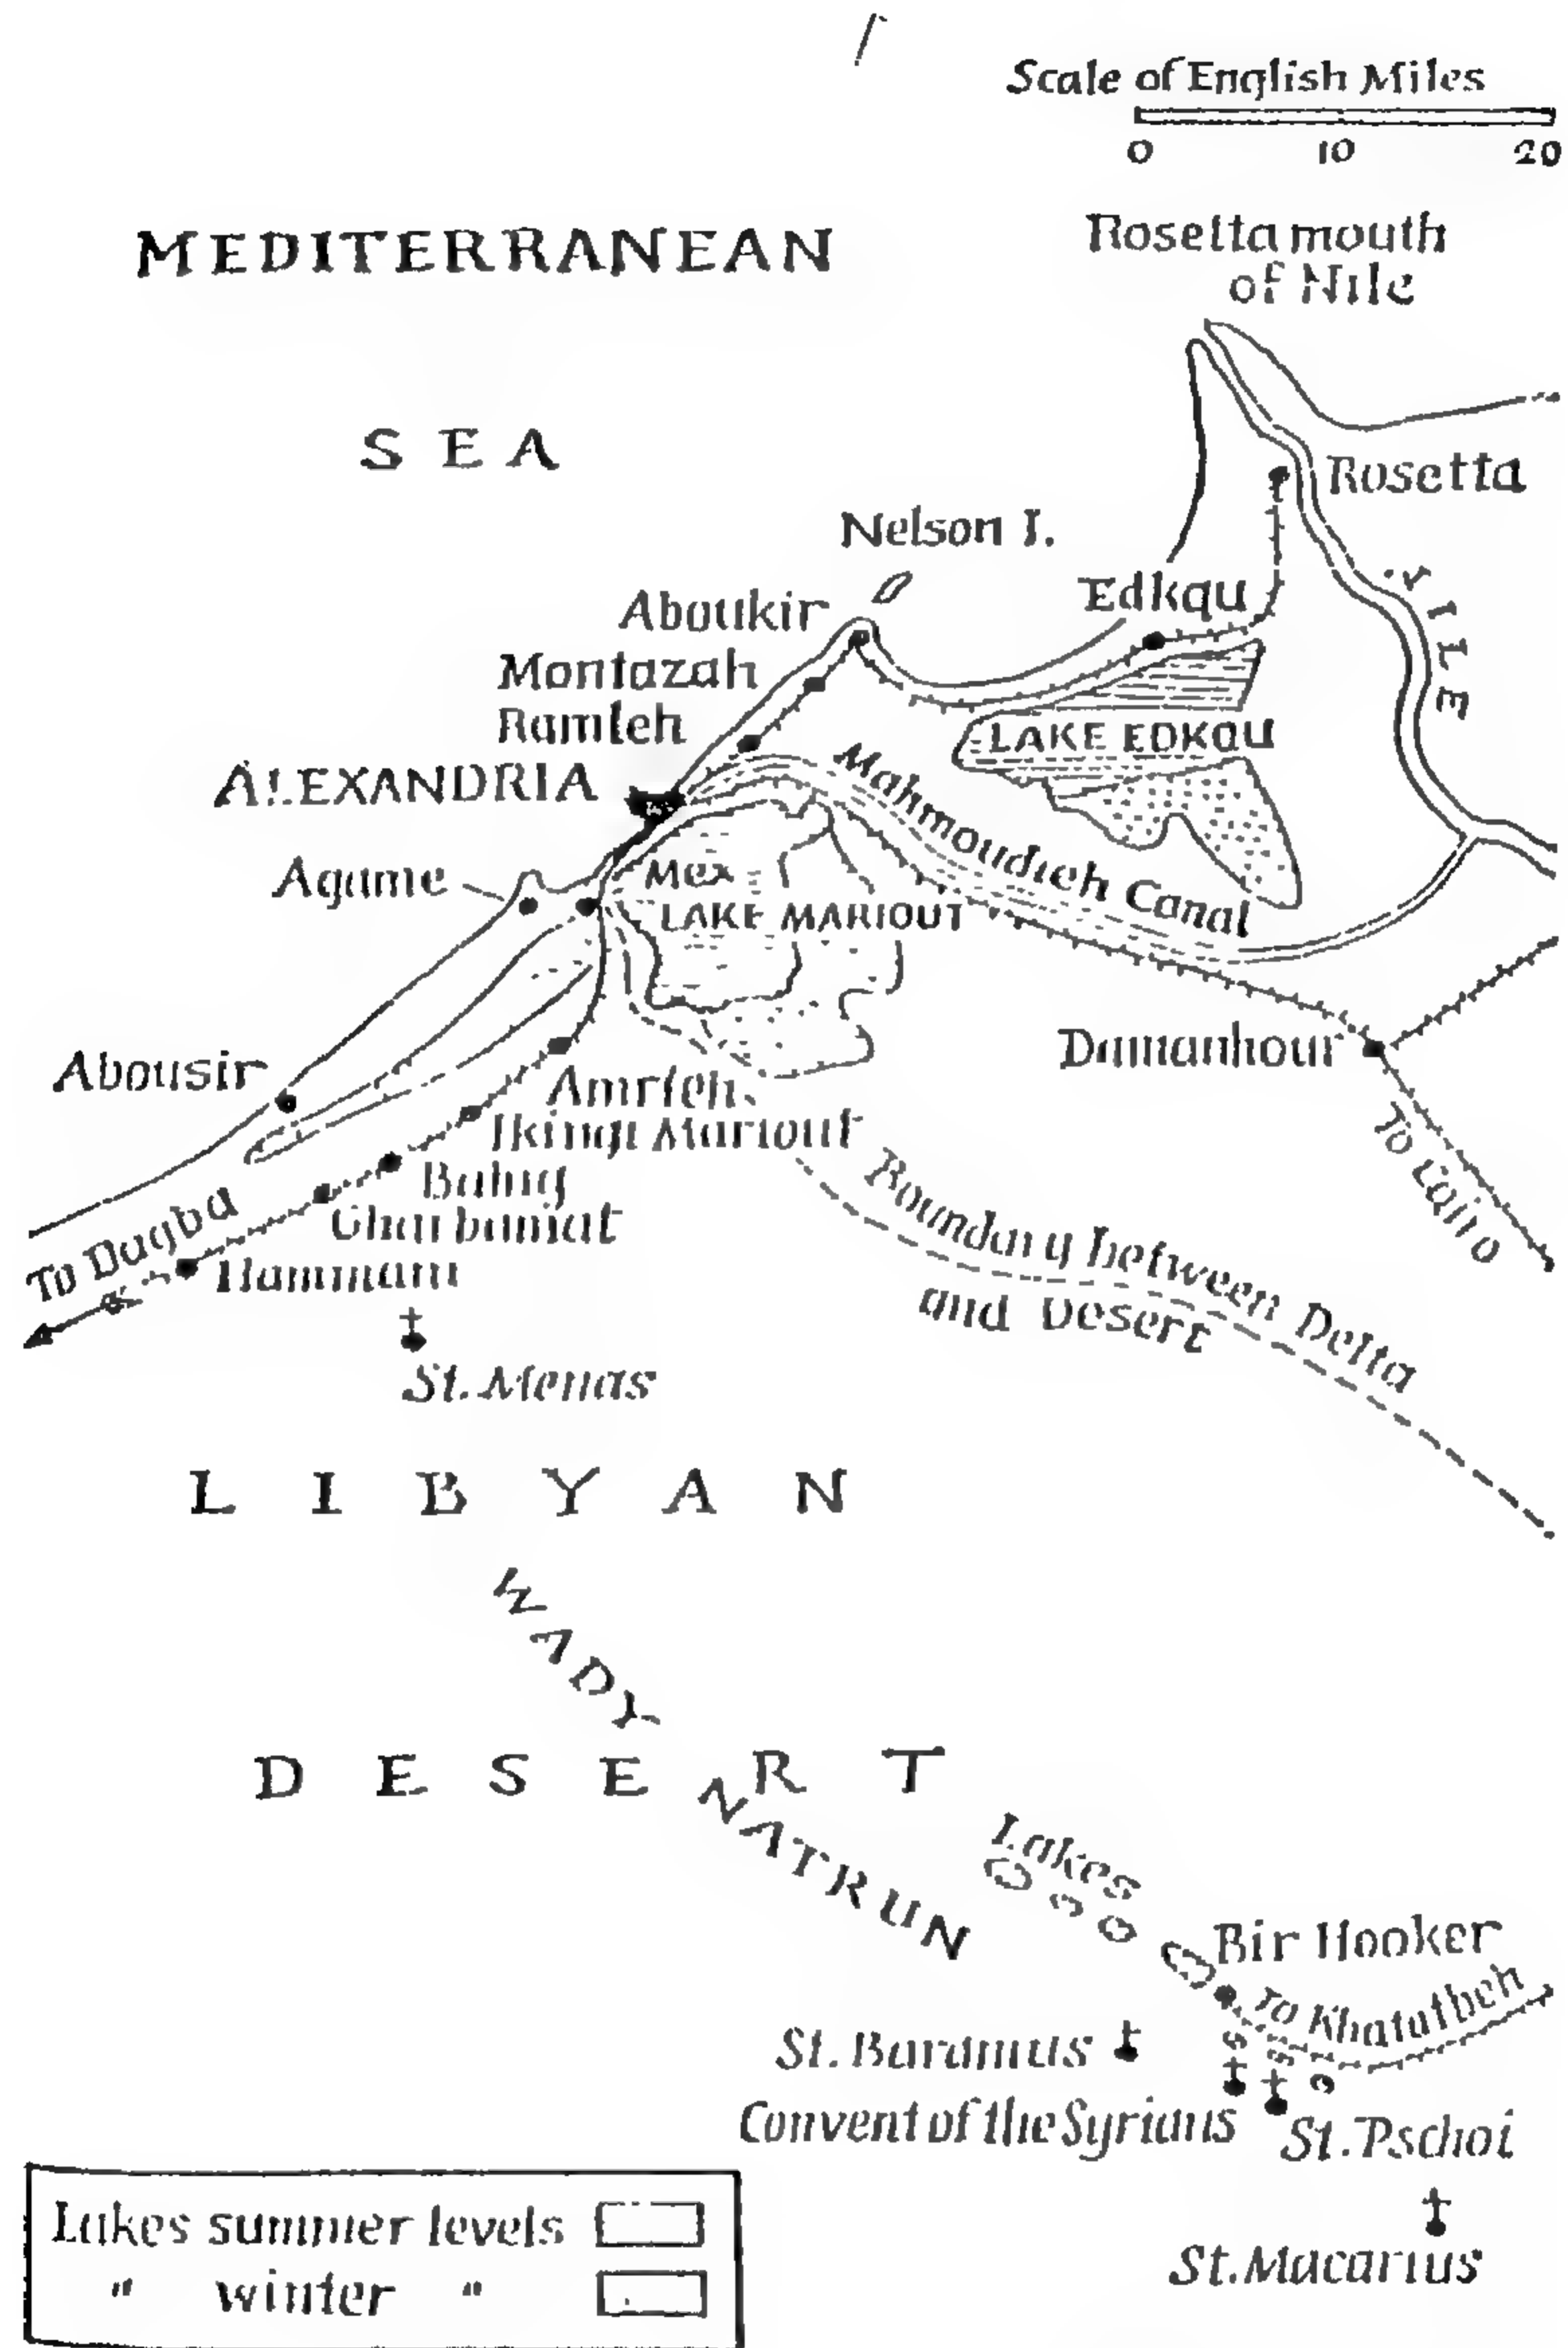 Scale of English Miles
0 10 20
MEDITERRANEAN
SEA
Rosetta mouth
of Nile
Rosetta
NILE
Nelson I.
Aboukir
Edkqu
Montazah
Ramleh
LAKE EDKQU
ALEXANDRIA
Mahmoudieh Canal
Agame
Mex
LAKE MARIOUT
Abousir
Damanhour
Amrieh
Ikingi Mariout
Bahig
Gharbaniat
To Cairo
To Dagba
Hammam
Boundary between Delta
and Desert
St. Menas
LIBYAN
DESERT
WADY
NATRUN
Lakes
Bir Hooker
To Khatatbeh
St. Baramus
Convent of the Syrians
St. Pschoi
St. Macarius
Lakes summer levels
" winter "